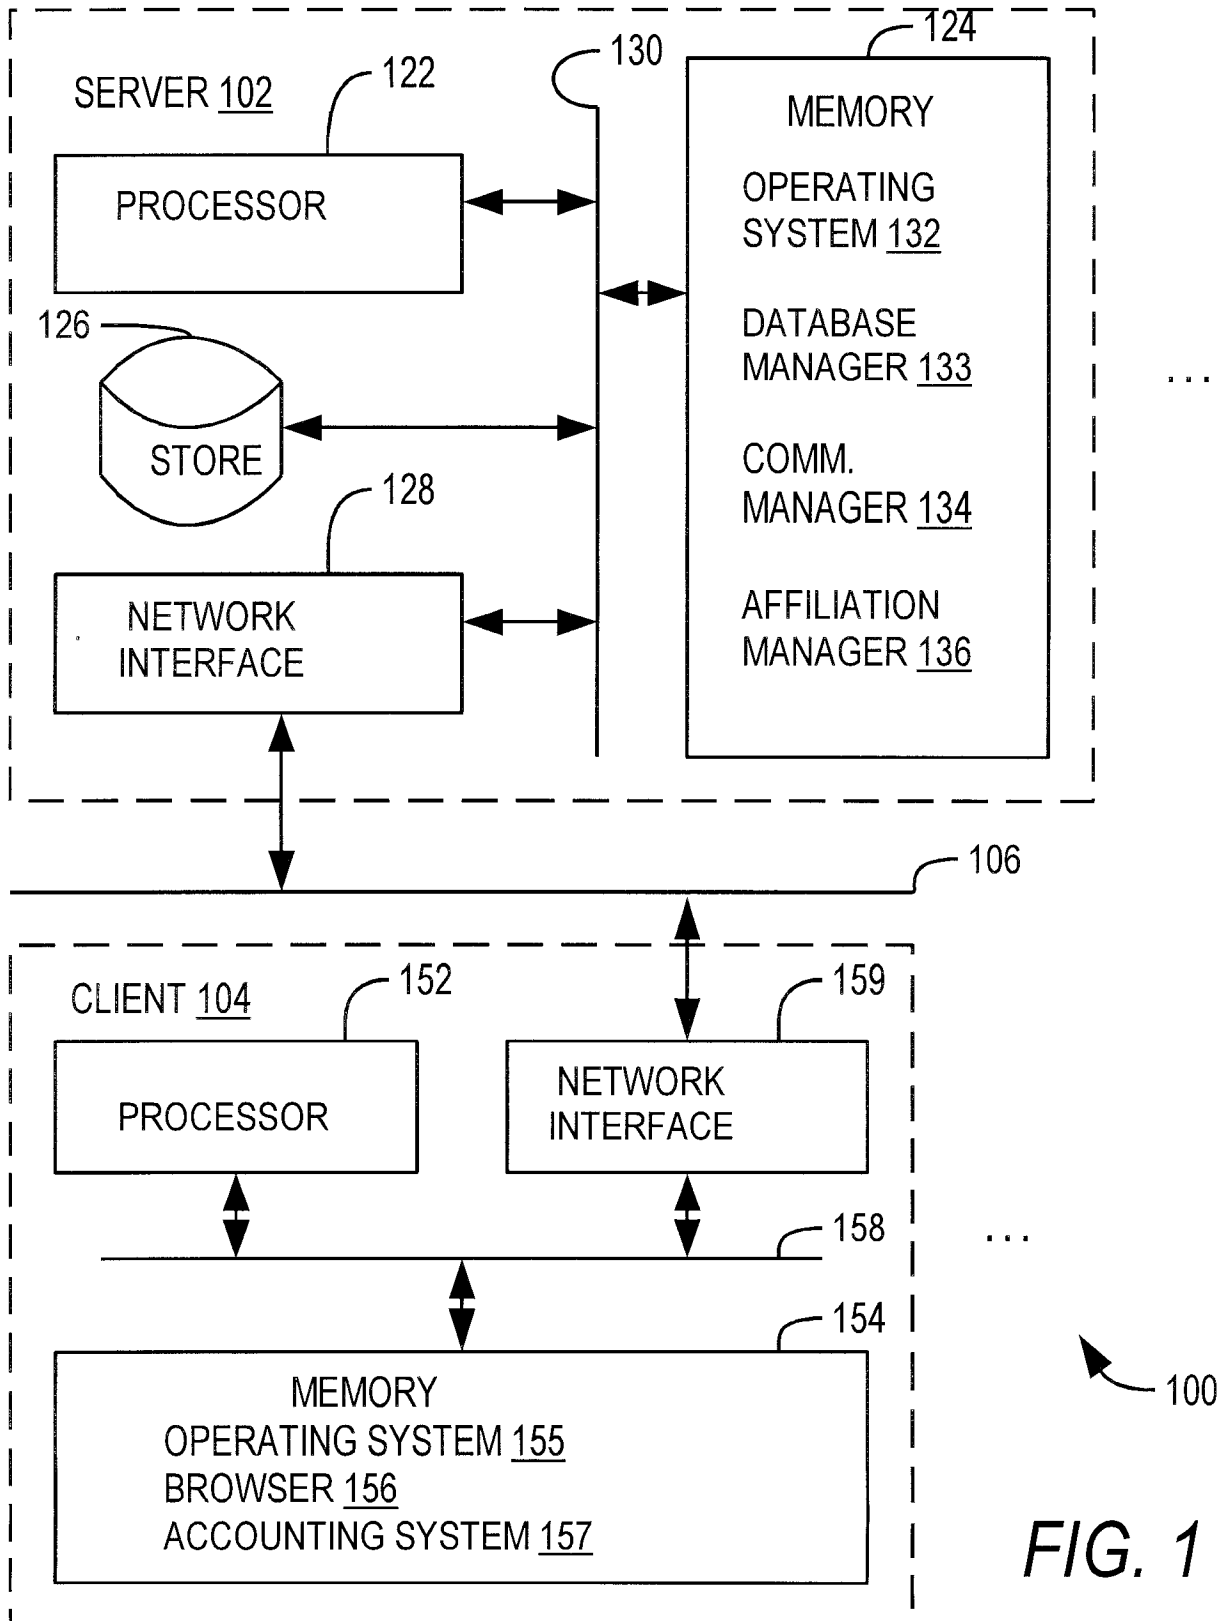 124
130
122
SERVER 102
MEMORY
PROCESSOR
OPERATING
SYSTEM 132
126
DATABASE
MANAGER 133
...
STORE
COMM.
MANAGER 134
128
NETWORK
INTERFACE
AFFILIATION
MANAGER 136
106
CLIENT 104
152
159
PROCESSOR
NETWORK
INTERFACE
158
...
154
MEMORY
OPERATING SYSTEM 155
BROWSER 156
ACCOUNTING SYSTEM 157
100
FIG. 1